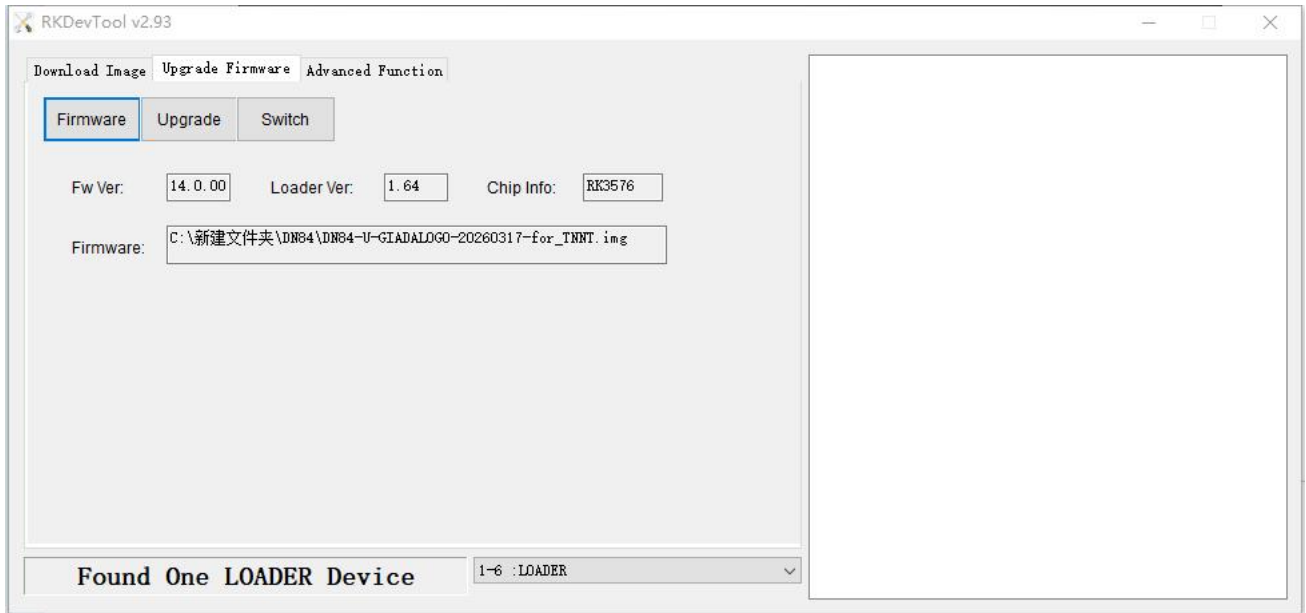 RKDevTool v2.93
Download Image Upgrade Firmware Advanced Function
Firmware Upgrade Switch
Fw Ver: 14.0.00 Loader Ver: 1.64 Chip Info: RK3576
Firmware: C:\新建文件夹\DN84\DN84-U-GIADALOGO-20260317-for_TNNT.img
Found One LOADER Device 1-6 :LOADER